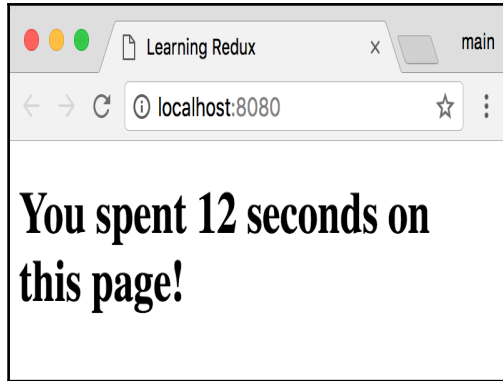 Learning Redux
main
localhost:8080
You spent 12 seconds on
this page!